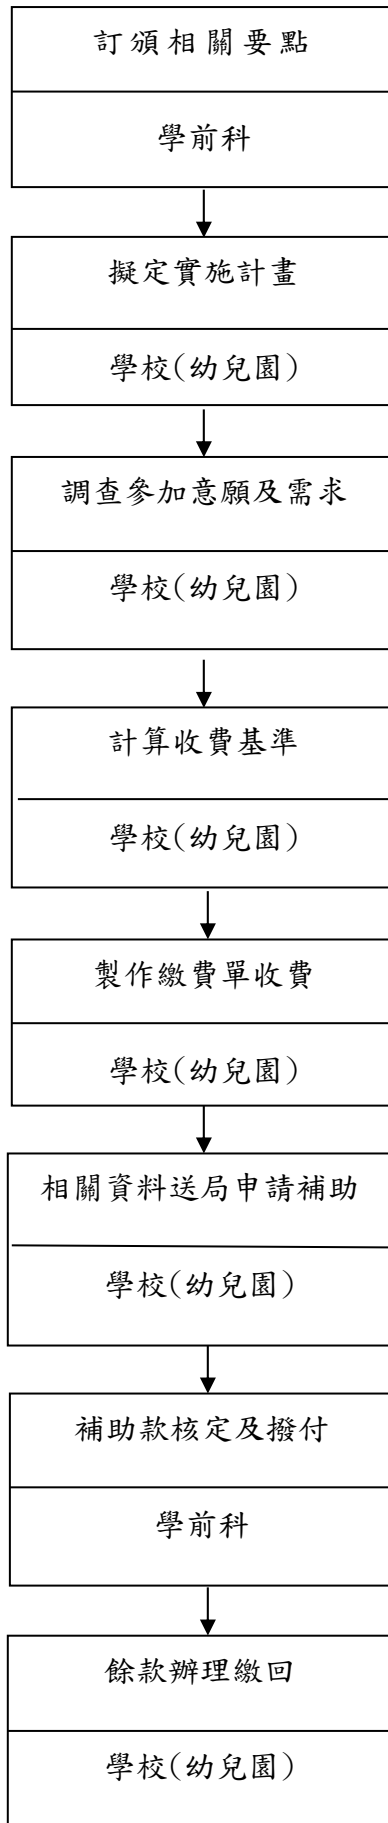 訂頒相關要點
學前科
擬定實施計畫
學校(幼兒園)
調查參加意願及需求
學校(幼兒園)
計算收費基準
學校(幼兒園)
製作繳費單收費
學校(幼兒園)
相關資料送局申請補助
學校(幼兒園)
補助款核定及撥付
學前科
餘款辦理繳回
學校(幼兒園)